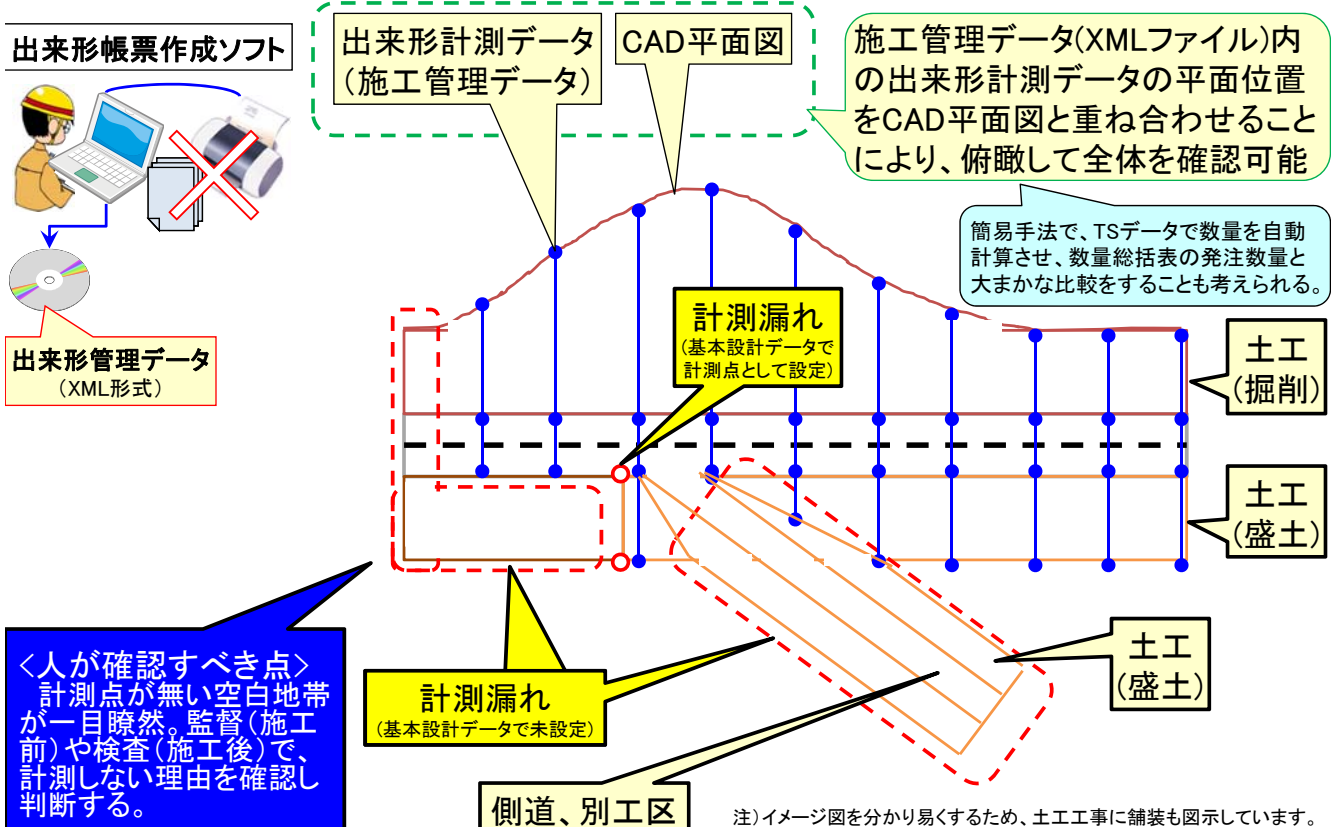 出来形帳票作成ソフト
出来形計測データ
（施工管理データ）
CAD平面図
施工管理データ(XMLファイル)内
の出来形計測データの平面位置
をCAD平面図と重ね合わせること
により、俯瞰して全体を確認可能
簡易手法で、TSデータで数量を自動
計算させ、数量総括表の発注数量と
大まかな比較をすることも考えられる。
出来形管理データ
（XML形式）
計測漏れ
（基本設計データで
計測点として設定）
土工
（掘削）
土工
（盛土）
＜人が確認すべき点＞
計測点が無い空白地帯
が一目瞭然。監督（施工
前）や検査（施工後）で、
計測しない理由を確認し
判断する。
計測漏れ
（基本設計データで未設定）
土工
（盛土）
側道、別工区
注）イメージ図を分かり易くするため、土工工事に舗装も図示しています。